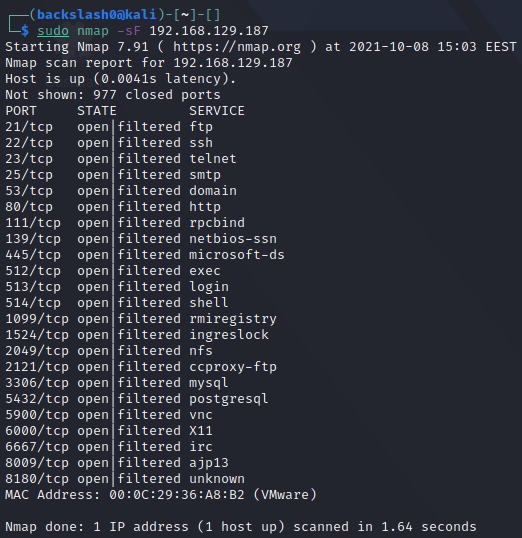 ┌──(backslash0㉿kali)-[~]-[]
└─$ sudo nmap -sF 192.168.129.187
Starting Nmap 7.91 ( https://nmap.org ) at 2021-10-08 15:03 EEST
Nmap scan report for 192.168.129.187
Host is up (0.0041s latency).
Not shown: 977 closed ports
PORT     STATE         SERVICE
21/tcp   open|filtered ftp
22/tcp   open|filtered ssh
23/tcp   open|filtered telnet
25/tcp   open|filtered smtp
53/tcp   open|filtered domain
80/tcp   open|filtered http
111/tcp  open|filtered rpcbind
139/tcp  open|filtered netbios-ssn
445/tcp  open|filtered microsoft-ds
512/tcp  open|filtered exec
513/tcp  open|filtered login
514/tcp  open|filtered shell
1099/tcp open|filtered rmiregistry
1524/tcp open|filtered ingreslock
2049/tcp open|filtered nfs
2121/tcp open|filtered ccproxy-ftp
3306/tcp open|filtered mysql
5432/tcp open|filtered postgresql
5900/tcp open|filtered vnc
6000/tcp open|filtered X11
6667/tcp open|filtered irc
8009/tcp open|filtered ajp13
8180/tcp open|filtered unknown
MAC Address: 00:0C:29:36:A8:B2 (VMware)

Nmap done: 1 IP address (1 host up) scanned in 1.64 seconds